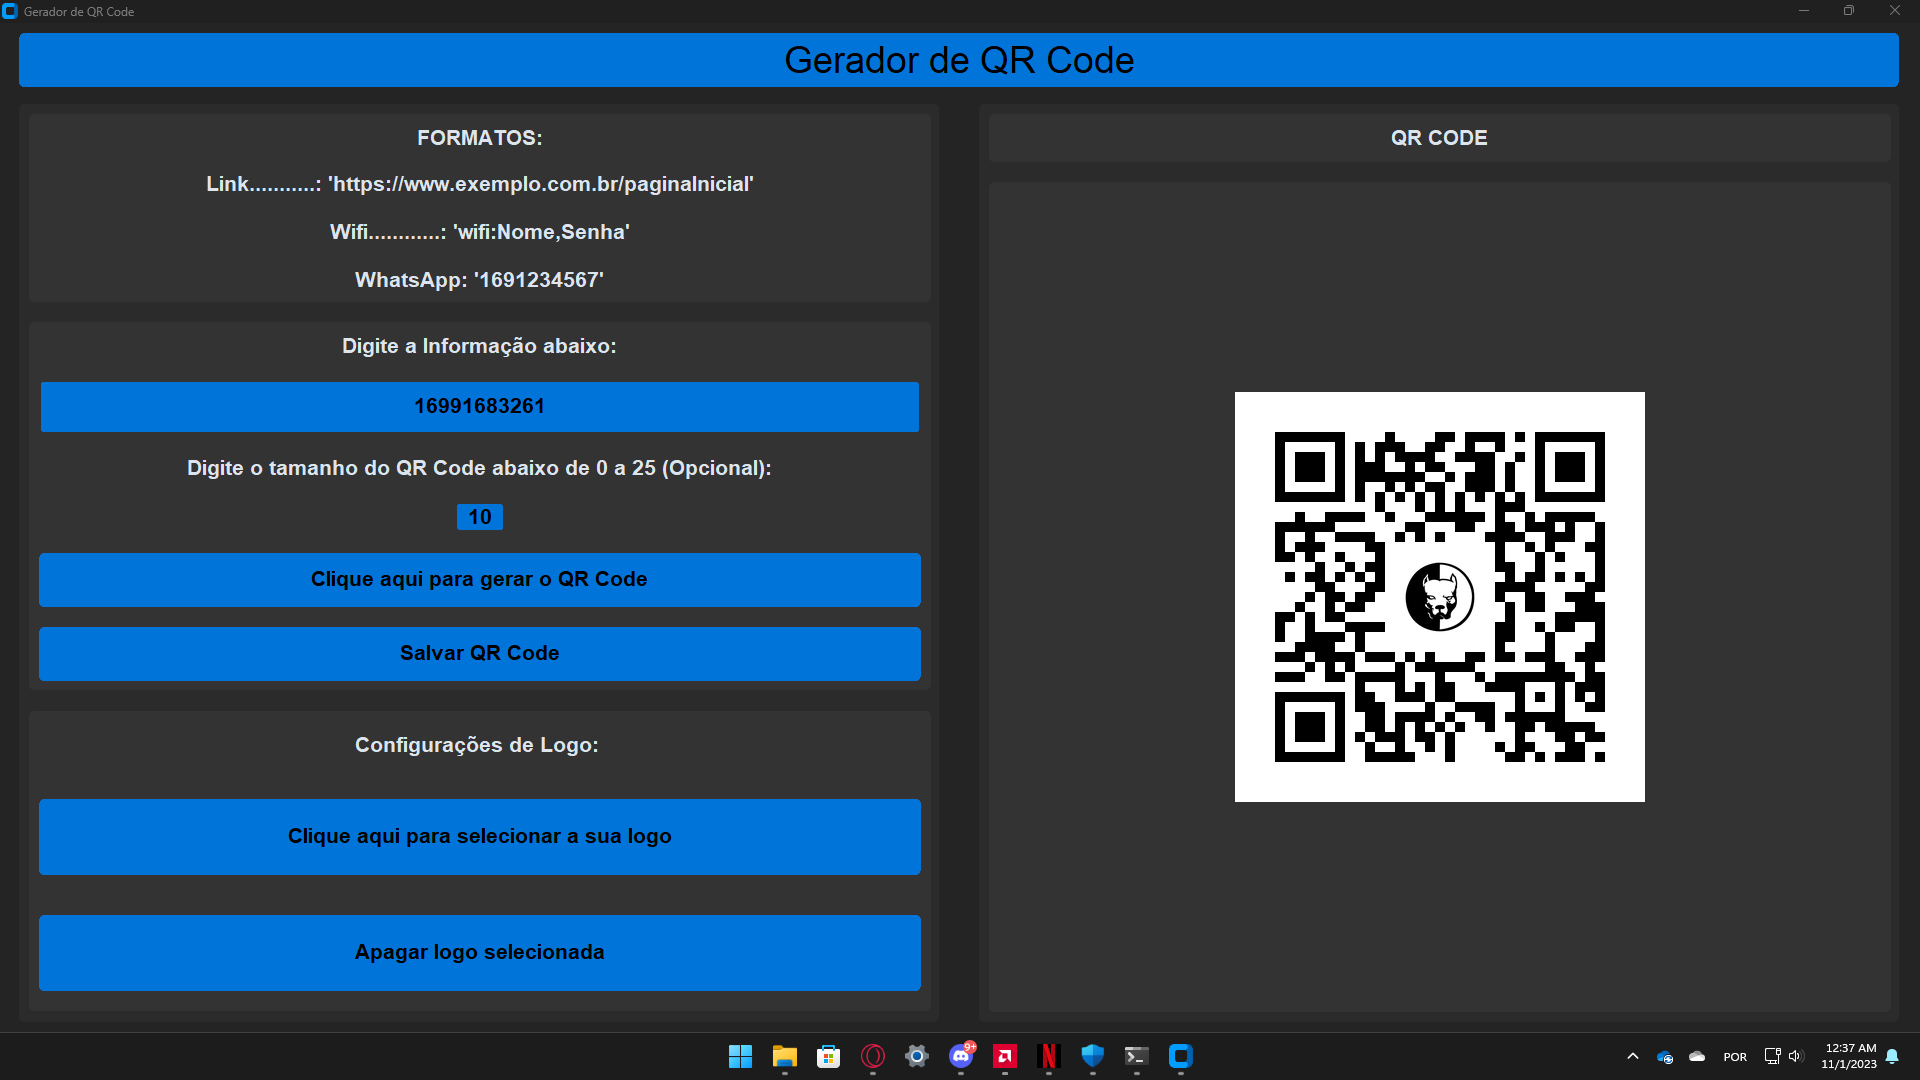 Gerador de QR Code
Gerador de QR Code
FORMATOS:
Link...........: 'https://www.exemplo.com.br/paginaInicial'
Wifi............: 'wifi:Nome,Senha'
WhatsApp: '1691234567'
Digite a Informação abaixo:
16991683261
Digite o tamanho do QR Code abaixo de 0 a 25 (Opcional):
10
Clique aqui para gerar o QR Code
Salvar QR Code
Configurações de Logo:
Clique aqui para selecionar a sua logo
Apagar logo selecionada
QR CODE
9+
POR
12:37 AM
11/1/2023